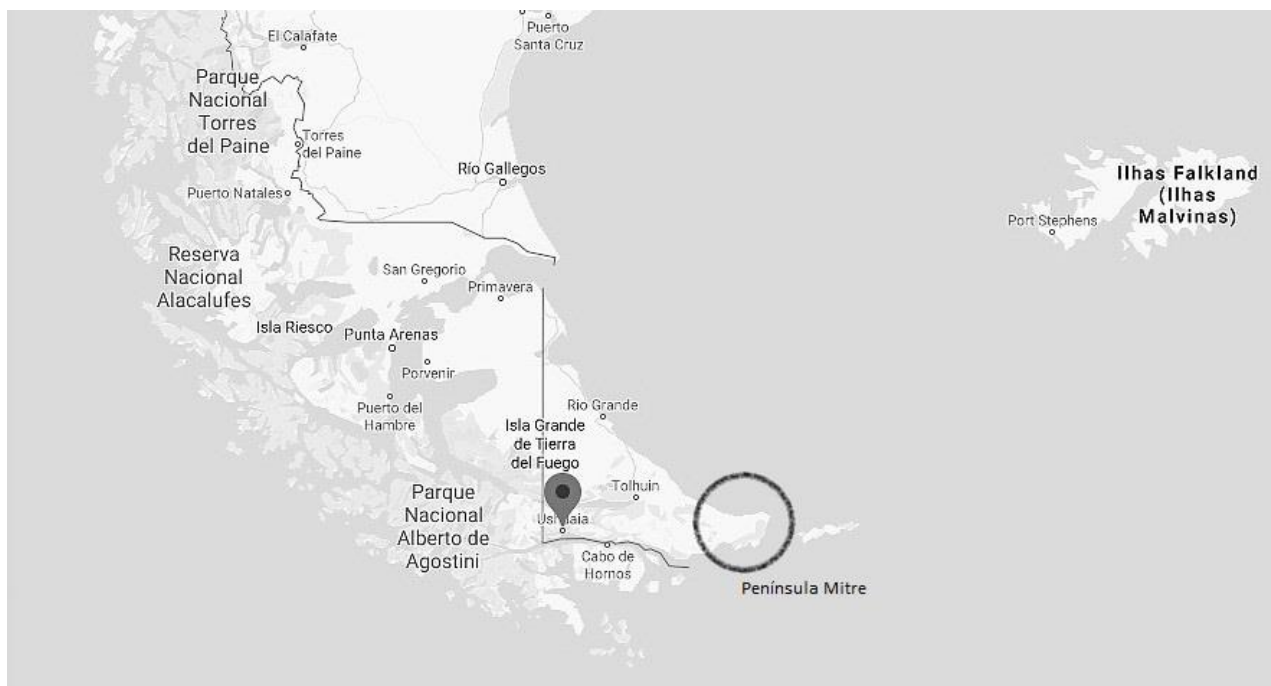 El Calafate
Puerto
Santa Cruz
Parque
Nacional
Torres
del Paine
Torres
del Paine
Río Gallegos
Puerto Natales
Ilhas Falkland
(Ilhas
Malvinas)
Port Stephens
Reserva
Nacional
Alacalufes
San Gregorio
Primavera
Isla Riesco
Punta Arenas
Porvenir
Puerto del
Hambre
Rio Grande
Isla Grande
de Tierra
del Fuego
Tolhuin
Parque
Nacional
Alberto de
Agostini
Ushuaia
Cabo de
Hornos
Península Mitre